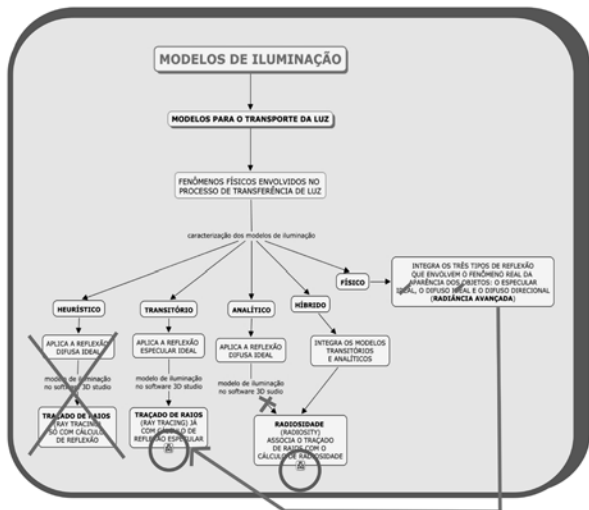 MODELOS DE ILUMINAÇÃO
MODELOS PARA O TRANSPORTE DA LUZ
FENÔMENOS FÍSICOS ENVOLVIDOS NO
PROCESSO DE TRANSFERÊNCIA DE LUZ
caracterização dos modelos de iluminação
FÍSICO
INTEGRA OS TRÊS TIPOS DE REFLEXÃO
QUE ENVOLVEM O FENÔMENO REAL DA
APARÊNCIA DOS OBJETOS: O ESPECULAR
IDEAL, O DIFUSO IDEAL E O DIFUSO DIRECIONAL
(RADIÂNCIA AVANÇADA)
HEURÍSTICO
APLICA A REFLEXÃO
DIFUSA IDEAL
modelo de iluminação
no software 3D studio
TRAÇADO DE RAIOS
(RAY TRACING)
SÓ COM CÁLCULO
DE REFLEXÃO
TRANSITÓRIO
APLICA A REFLEXÃO
ESPECULAR IDEAL
modelo de iluminação
no software 3D studio
TRAÇADO DE RAIOS
(RAY TRACING) JÁ
COM CÁLCULO DE
REFLEXÃO ESPECULAR
ANALÍTICO
APLICA A REFLEXÃO
DIFUSA IDEAL
modelo de iluminação
no software 3D sudio
HÍBRIDO
INTEGRA OS MODELOS
TRANSITÓRIOS
E ANALÍTICOS
RADIOSIDADE
(RADIOSITY)
ASSOCIA O TRAÇADO
DE RAIOS COM O
CÁLCULO DE RADIOSIDADE